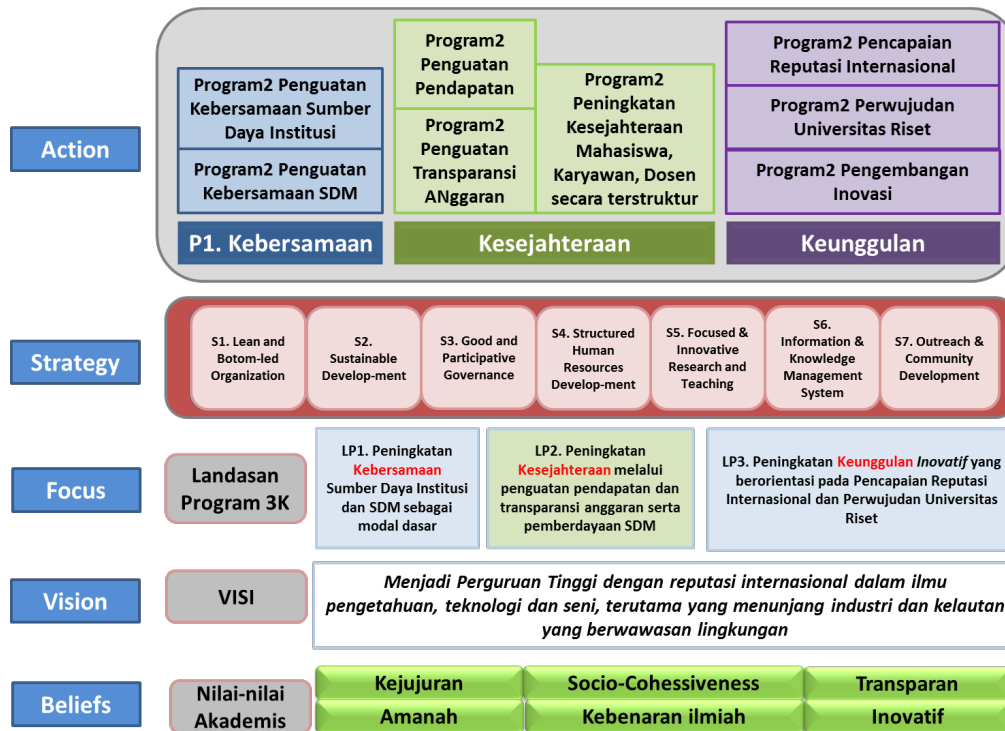 Action
Program2 Penguatan
Kebersamaan Sumber
Daya Institusi
Program2 Penguatan
Kebersamaan SDM
P1. Kebersamaan
Program2
Penguatan
Pendapatan
Program2
Penguatan
Transparansi
ANggaran
Program2
Peningkatan
Kesejahteraan
Mahasiswa,
Karyawan, Dosen
secara terstruktur
Kesejahteraan
Program2 Pencapaian
Reputasi Internasional
Program2 Perwujudan
Universitas Riset
Program2 Pengembangan
Inovasi
Keunggulan
Strategy
S1. Lean and
Botom-led
Organization
S2.
Sustainable
Develop-ment
S3. Good and
Participative
Governance
S4. Structured
Human
Resources
Develop-ment
S5. Focused &
Innovative
Research and
Teaching
S6.
Information &
Knowledge
Management
System
S7. Outreach &
Community
Development
Focus
Landasan
Program 3K
LP1. Peningkatan
Kebersamaan
Sumber Daya Institusi
dan SDM sebagai
modal dasar
LP2. Peningkatan
Kesejahteraan melalui
penguatan pendapatan dan
transparansi anggaran serta
pemberdayaan SDM
LP3. Peningkatan Keunggulan Inovatif yang
berorientasi pada Pencapaian Reputasi
Internasional dan Perwujudan Universitas
Riset
Vision
VISI
Menjadi Perguruan Tinggi dengan reputasi internasional dalam ilmu
pengetahuan, teknologi dan seni, terutama yang menunjang industri dan kelautan
yang berwawasan lingkungan
Beliefs
Nilai-nilai
Akademis
Kejujuran
Socio-Cohessiveness
Transparan
Amanah
Kebenaran ilmiah
Inovatif